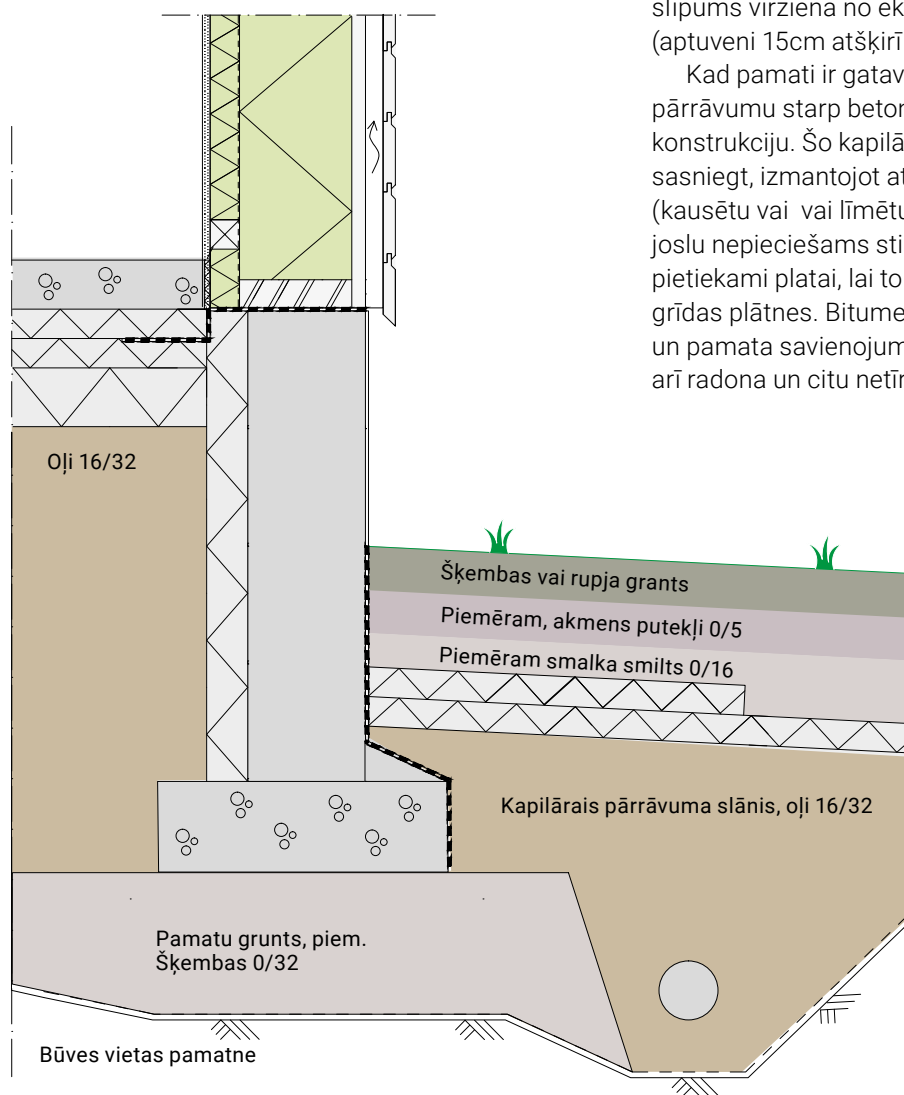 slīpums virzienā no ek
(aptuveni 15cm atšķirī
Kad pamati ir gatav
pārrāvumu starp betor
konstrukciju. Šo kapilā
sasniegt, izmantojot at
(kausētu vai vai līmētu
joslu nepieciešams sti
pietiekami platai, lai to
grīdas plātnes. Bitume
un pamata savienojum
arī radona un citu netīr
Oļi 16/32
Šķembas vai rupja grants
Piemēram, akmens putekļi 0/5
Piemēram smalka smilts 0/16
Kapilārais pārrāvuma slānis, oļi 16/32
Pamatu grunts, piem.
Šķembas 0/32
Būves vietas pamatne